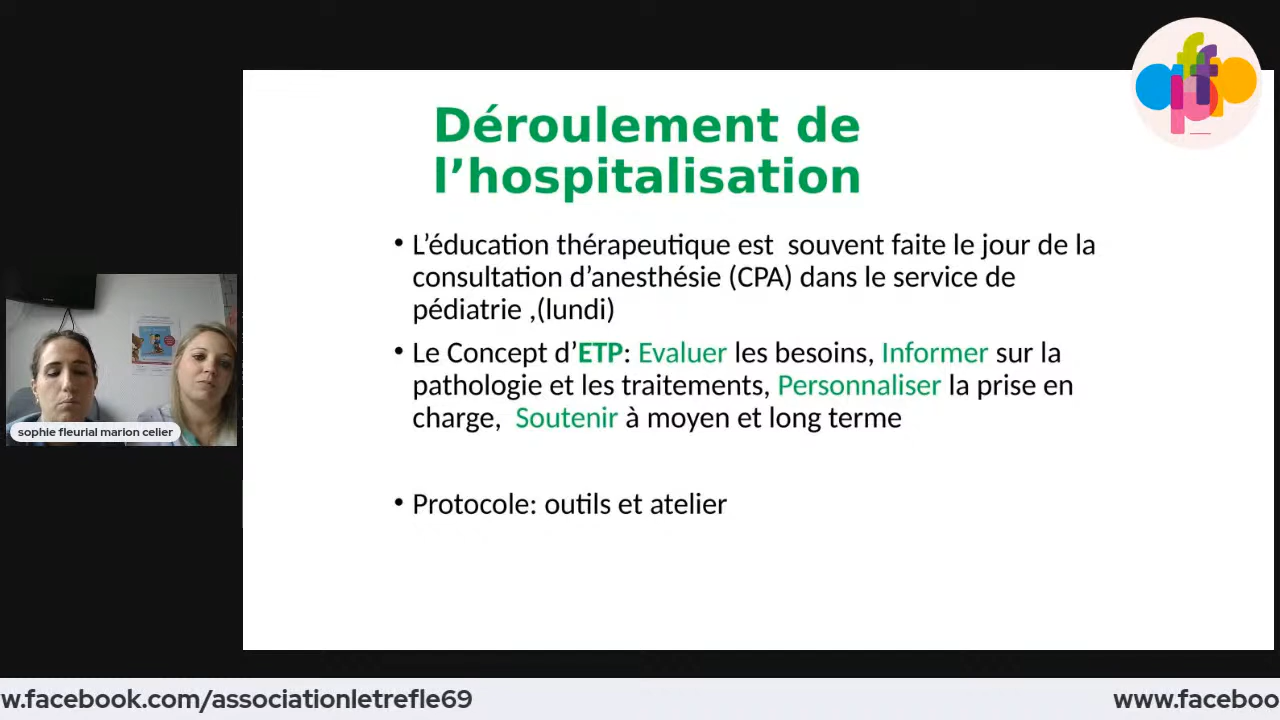 Déroulement de
l’hospitalisation
• L’éducation thérapeutique est  souvent faite le jour de la
consultation d’anesthésie (CPA) dans le service de
pédiatrie ,(lundi)
• Le Concept d’ETP: Evaluer les besoins, Informer sur la
pathologie et les traitements, Personnaliser la prise en
charge,  Soutenir à moyen et long terme
• Protocole: outils et atelier
sophie fleurial marion celier
w.facebook.com/associationletrefle69
www.faceboo